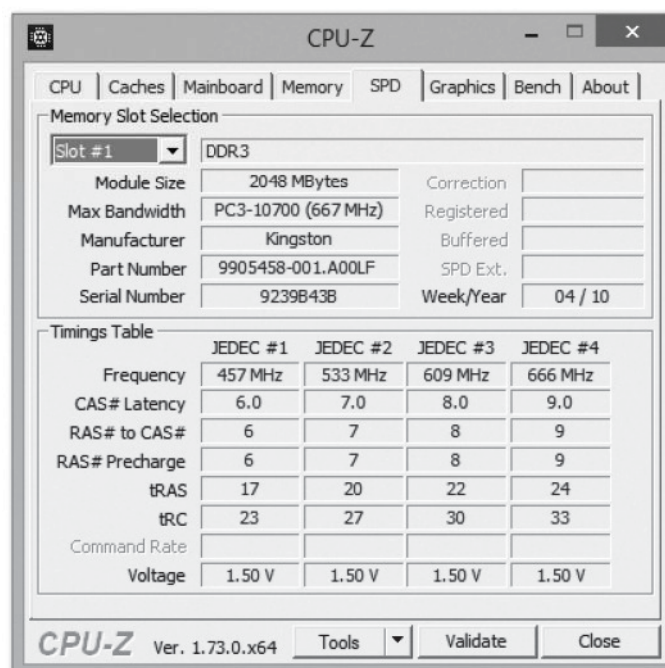 CPU-Z
CPU Caches Mainboard Memory SPD Graphics Bench About
Memory Slot Selection
Slot #1 DDR3
Module Size 2048 MBytes Correction
Max Bandwidth PC3-10700 (667 MHz) Registered
Manufacturer Kingston Buffered
Part Number 9905458-001.A00LF SPD Ext.
Serial Number 9239B43B Week/Year 04 / 10
Timings Table
JEDEC #1 JEDEC #2 JEDEC #3 JEDEC #4
Frequency 457 MHz 533 MHz 609 MHz 666 MHz
CAS# Latency 6.0 7.0 8.0 9.0
RAS# to CAS# 6 7 8 9
RAS# Precharge 6 7 8 9
tRAS 17 20 22 24
tRC 23 27 30 33
Command Rate
Voltage 1.50 V 1.50 V 1.50 V 1.50 V
CPU-Z Ver. 1.73.0.x64 Tools Validate Close